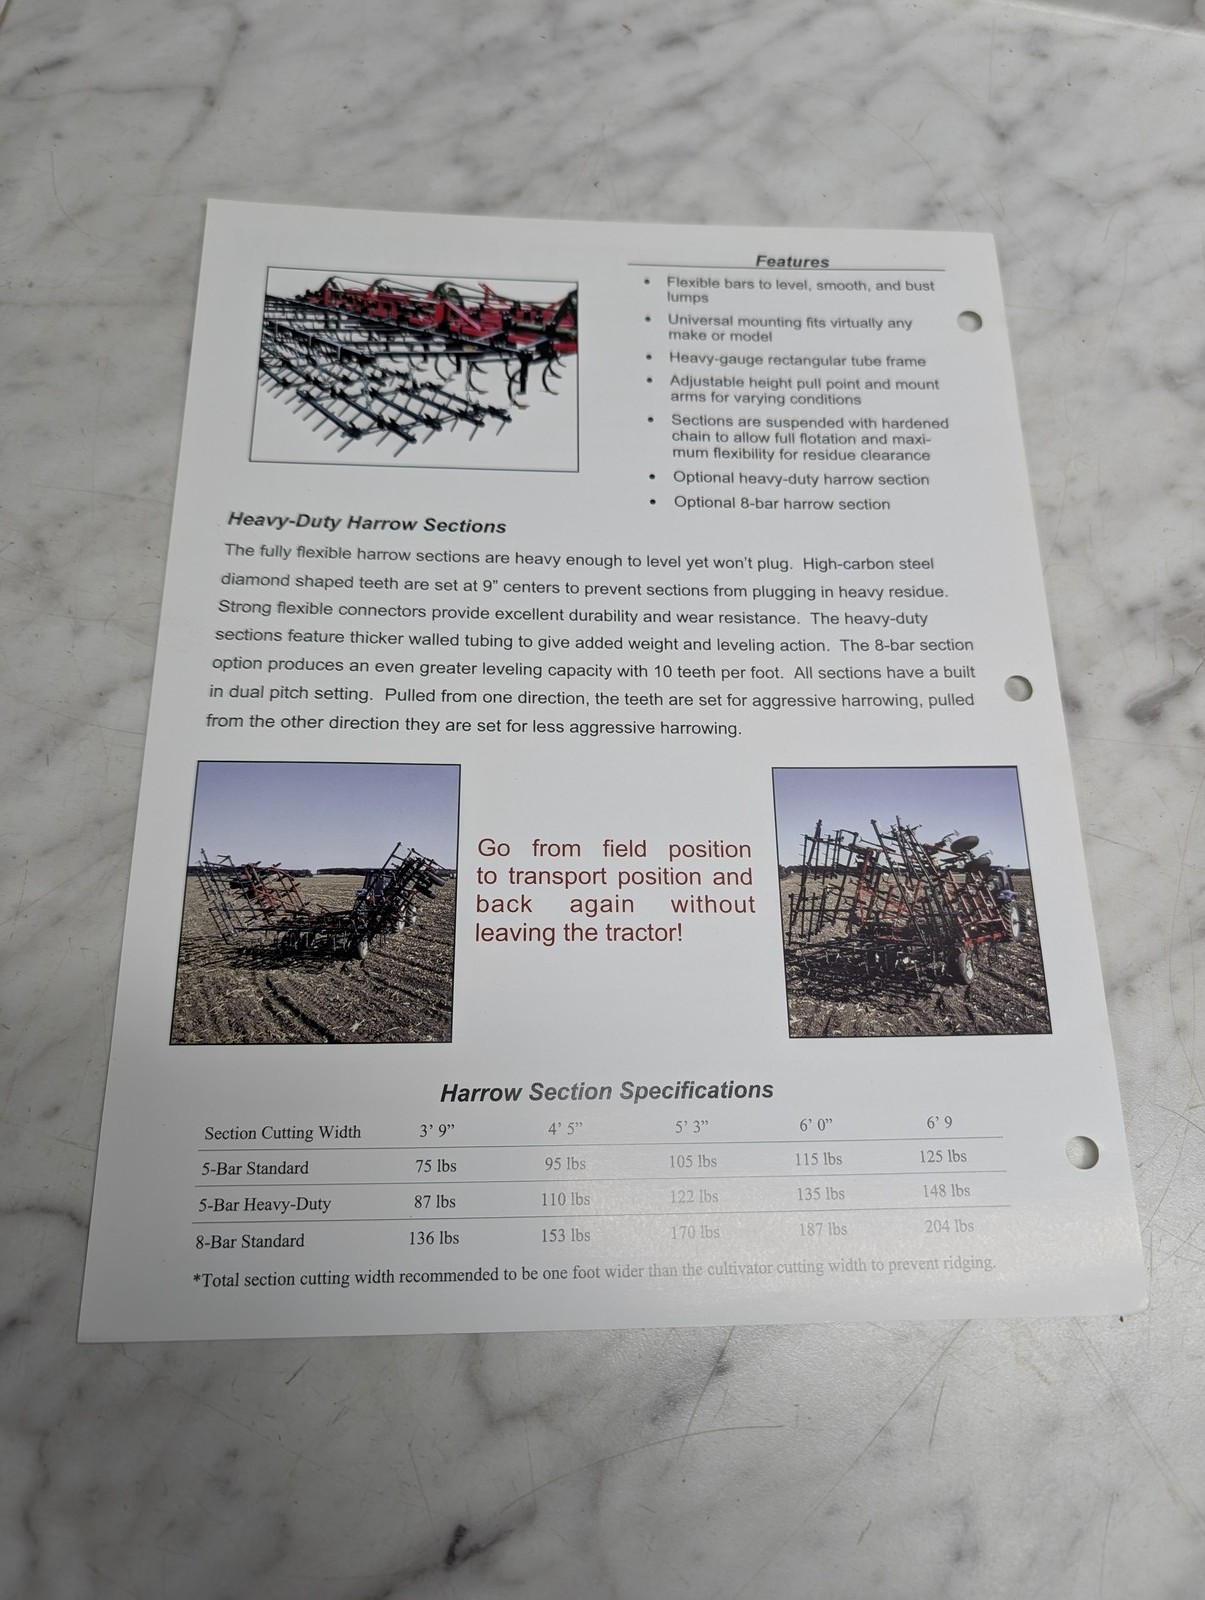 Features
• Flexible bars to level, smooth, and bust
lumps
• Universal mounting fits virtually any
make or model
• Heavy-gauge rectangular tube frame
• Adjustable height pull point and mount
arms for varying conditions
• Sections are suspended with hardened
chain to allow full flotation and maxi-
mum flexibility for residue clearance
• Optional heavy-duty harrow section
• Optional 8-bar harrow section
Heavy-Duty Harrow Sections
The fully flexible harrow sections are heavy enough to level yet won't plug. High-carbon steel
diamond shaped teeth are set at 9” centers to prevent sections from plugging in heavy residue.
Strong flexible connectors provide excellent durability and wear resistance. The heavy-duty
sections feature thicker walled tubing to give added weight and leveling action. The 8-bar section
option produces an even greater leveling capacity with 10 teeth per foot. All sections have a built
in dual pitch setting. Pulled from one direction, the teeth are set for aggressive harrowing, pulled
from the other direction they are set for less aggressive harrowing.
Go from field position
to transport position and
back again without
leaving the tractor!
Harrow Section Specifications
Section Cutting Width 3’ 9” 4’ 5” 5’ 3” 6’ 0” 6’ 9
5-Bar Standard 75 lbs 95 lbs 105 lbs 115 lbs 125 lbs
5-Bar Heavy-Duty 87 lbs 110 lbs 122 lbs 135 lbs 148 lbs
8-Bar Standard 136 lbs 153 lbs 170 lbs 187 lbs 204 lbs
*Total section cutting width recommended to be one foot wider than the cultivator cutting width to prevent ridging.